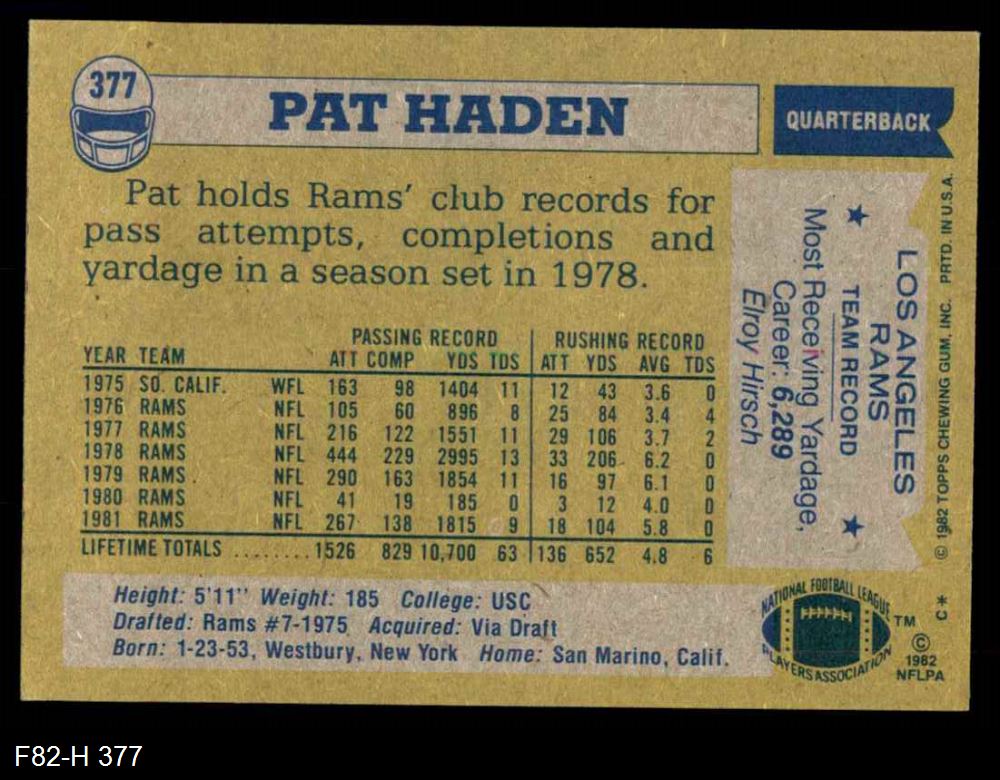 377
PAT HADEN
QUARTERBACK
Pat holds Rams' club records for
pass attempts, completions and
yardage in a season set in 1978.
PASSING RECORD RUSHING RECORD
YEAR TEAM ATT COMP YDS TDS ATT YDS AVG TDS
1975 SO. CALIF. WFL 163 98 1404 11 12 43 3.6 0
1976 RAMS NFL 105 60 896 8 25 84 3.4 4
1977 RAMS NFL 216 122 1551 11 29 106 3.7 2
1978 RAMS NFL 444 229 2995 13 33 206 6.2 0
1979 RAMS NFL 290 163 1854 11 16 97 6.1 0
1980 RAMS NFL 41 19 185 0 3 12 4.0 0
1981 RAMS NFL 267 138 1815 9 18 104 5.8 0
LIFETIME TOTALS ......... 1526 829 10,700 63 136 652 4.8 6
Height: 5'11" Weight: 185 College: USC
Drafted: Rams #7-1975 Acquired: Via Draft
Born: 1-23-53, Westbury, New York Home: San Marino, Calif.
LOS ANGELES
RAMS
★ TEAM RECORD ★
Most Receiving Yardage,
Career: 6,289
Elroy Hirsch
© 1982 TOPPS CHEWING GUM, INC. PRTD. IN U.S.A.
C*
NATIONAL FOOTBALL LEAGUE
PLAYERS ASSOCIATION
TM
©
1982
NFLPA
F82-H 377